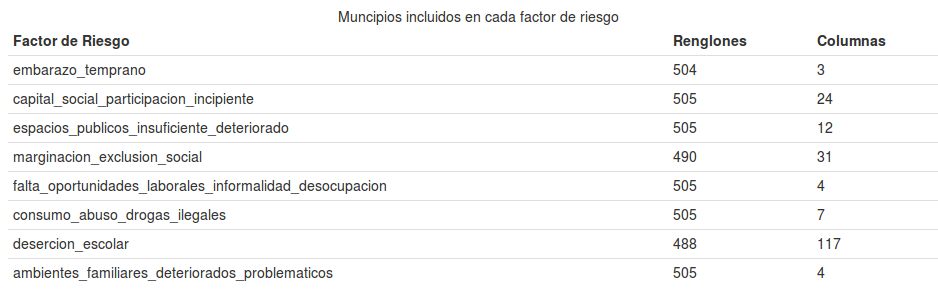 Muncipios incluidos en cada factor de riesgo
Factor de Riesgo Renglones Columnas
embarazo_temprano 504 3
capital_social_participacion_incipiente 505 24
espacios_publicos_insuficiente_deteriorado 505 12
marginacion_exclusion_social 490 31
falta_oportunidades_laborales_informalidad_desocupacion 505 4
consumo_abuso_drogas_ilegales 505 7
desercion_escolar 488 117
ambientes_familiares_deteriorados_problematicos 505 4